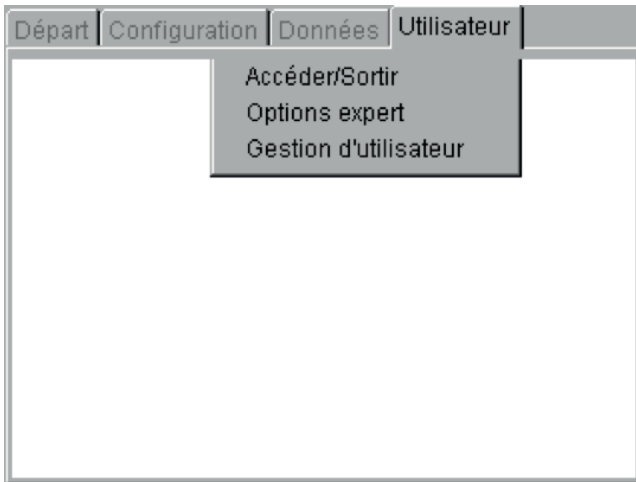 Départ Configuration Données Utilisateur
Accéder/Sortir
Options expert
Gestion d'utilisateur